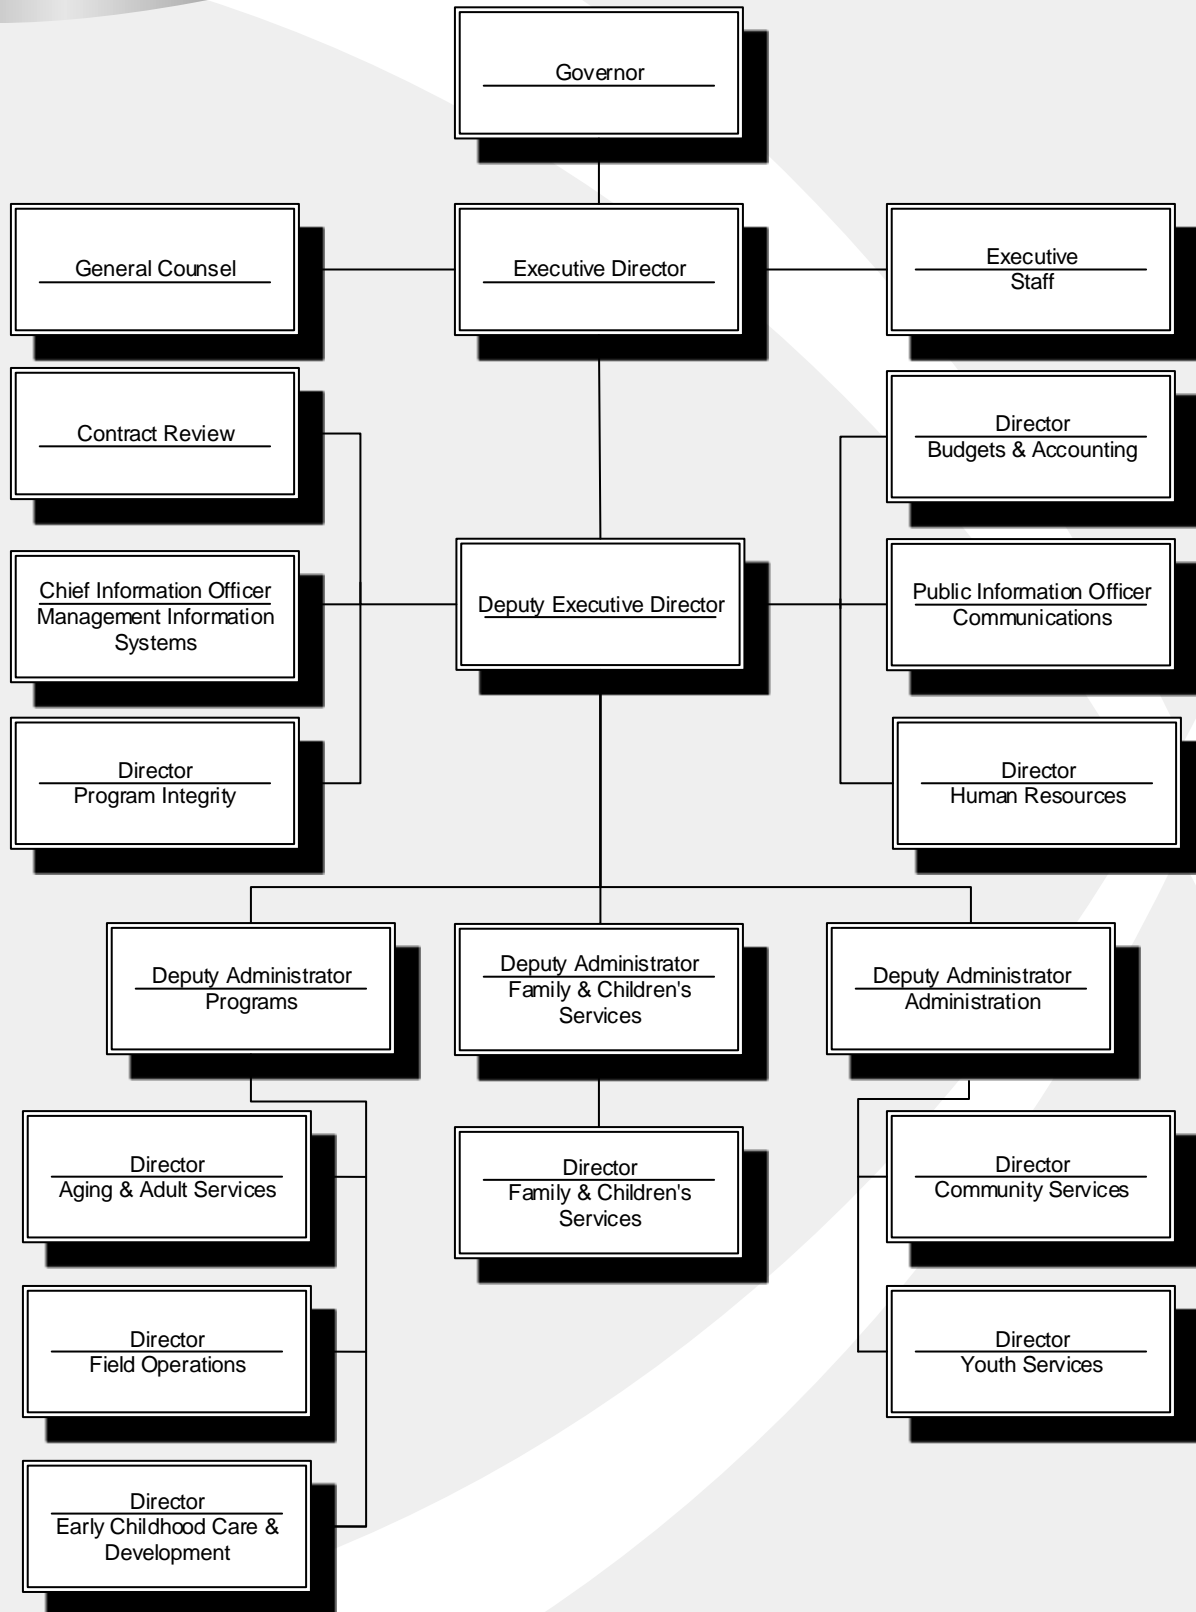 Governor
General Counsel
Executive Director
Executive
Staff
Contract Review
Director
Budgets & Accounting
Chief Information Officer
Management Information
Systems
Deputy Executive Director
Public Information Officer
Communications
Director
Program Integrity
Director
Human Resources
Deputy Administrator
Programs
Deputy Administrator
Family & Children's
Services
Deputy Administrator
Administration
Director
Aging & Adult Services
Director
Family & Children's
Services
Director
Community Services
Director
Field Operations
Director
Youth Services
Director
Early Childhood Care &
Development